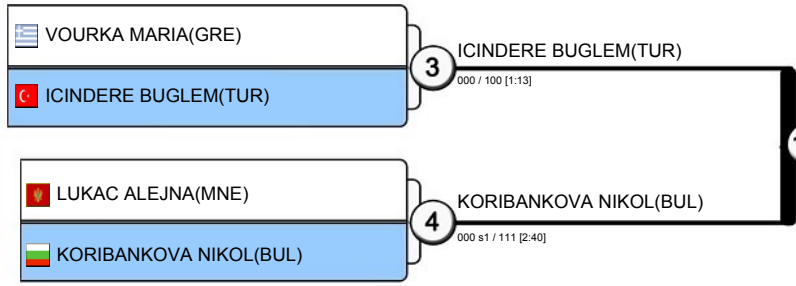 VOURKA MARIA(GRE)
ICINDERE BUGLEM(TUR)
3
ICINDERE BUGLEM(TUR)
000 / 100 [1:13]
LUKAC ALEJNA(MNE)
KORIBANKOVA NIKOL(BUL)
4
KORIBANKOVA NIKOL(BUL)
000 s1 / 111 [2:40]